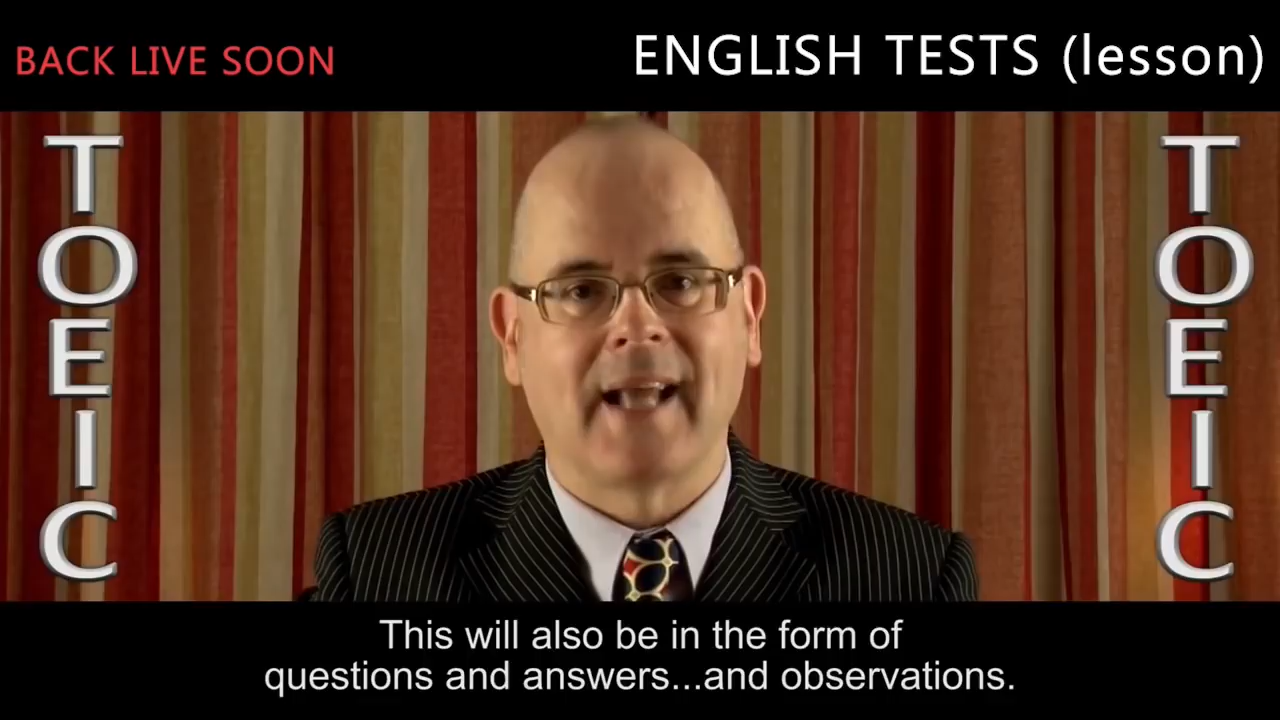 BACK LIVE SOON
ENGLISH TESTS (lesson)
TOEIC
TOEIC
This will also be in the form of
questions and answers...and observations.